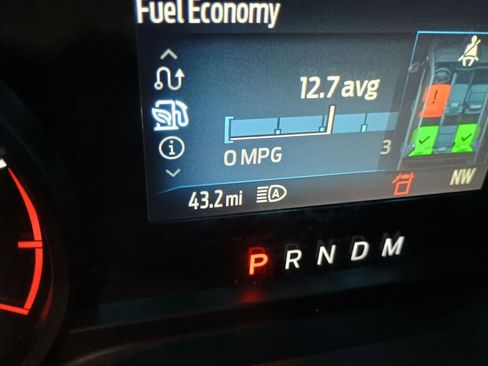 Fuel Economy
12.7 avg
0 MPG 3
43.2 mi A NW
P R N D M